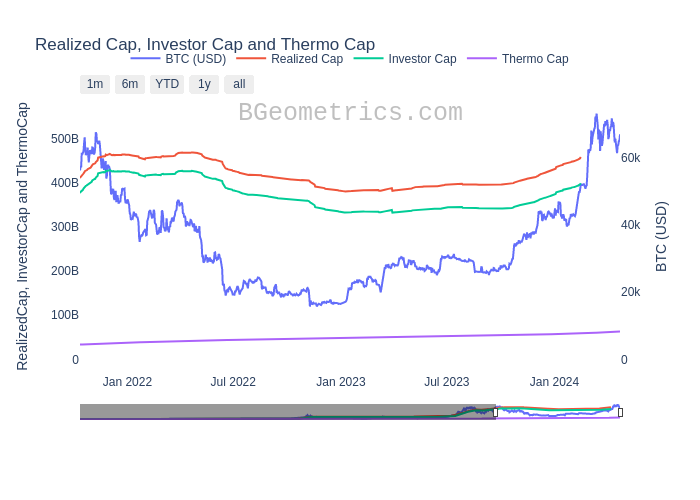 Realized Cap, Investor Cap and Thermo Cap
BTC (USD) Realized Cap Investor Cap Thermo Cap
1m 6m YTD 1y all
BGeometrics.com
500B
400B
300B
200B
100B
0
60k
40k
20k
0
RealizedCap, InvestorCap and ThermoCap
BTC (USD)
Jan 2022 Jul 2022 Jan 2023 Jul 2023 Jan 2024